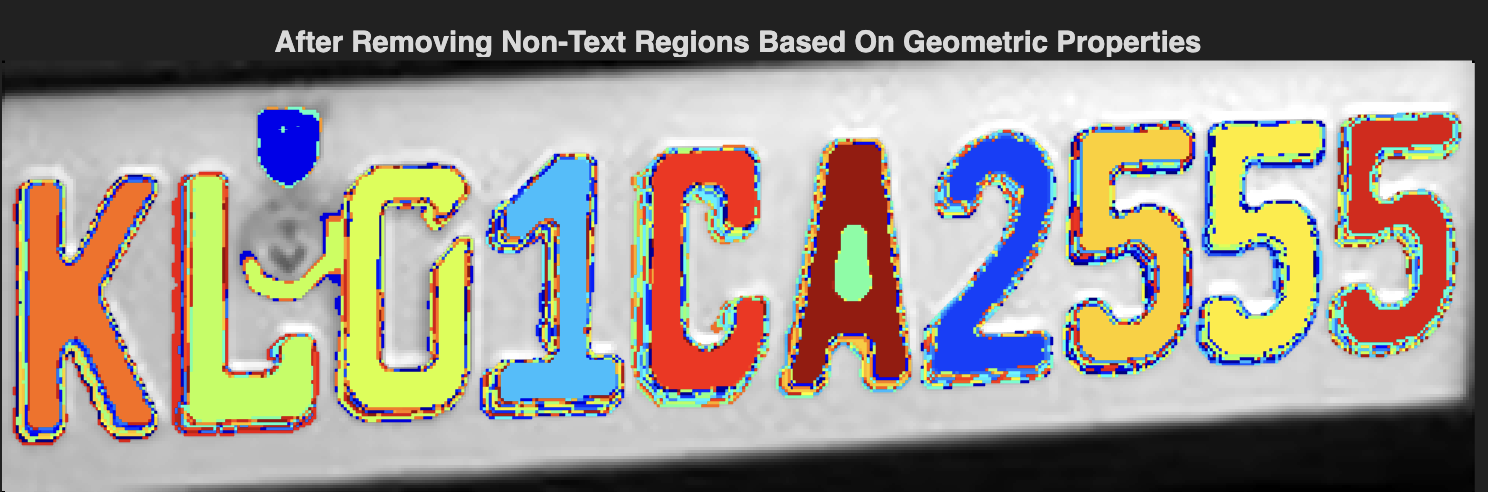 After Removing Non-Text Regions Based On Geometric Properties
KL01CA2555